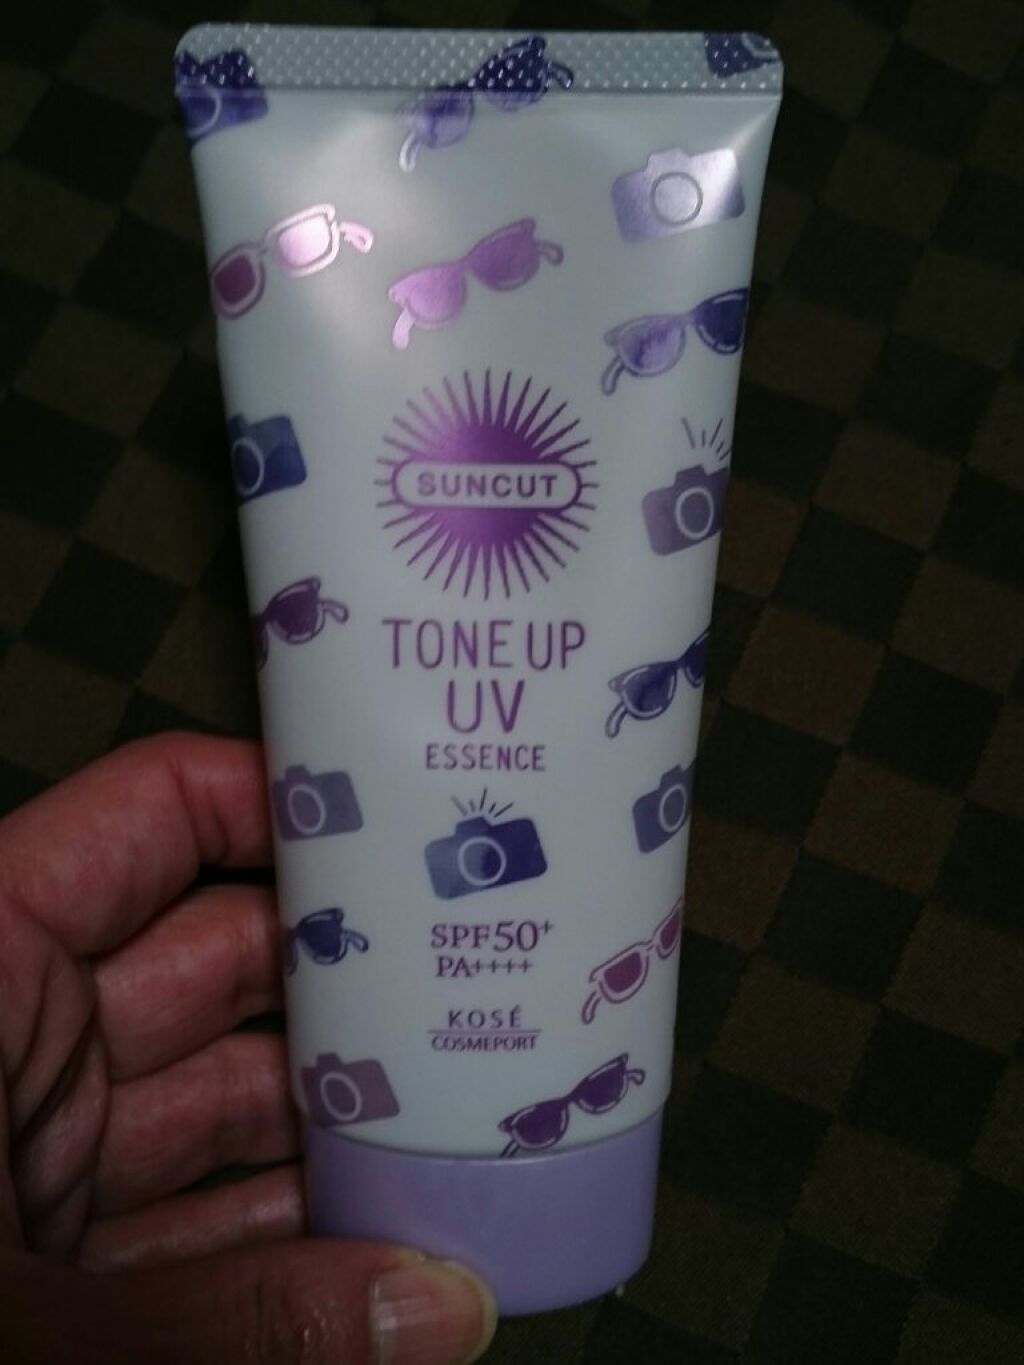 SUNCUT
TONE UP
UV
ESSENCE
SPF50+
PA++++
KOSÉ
COSMEPORT